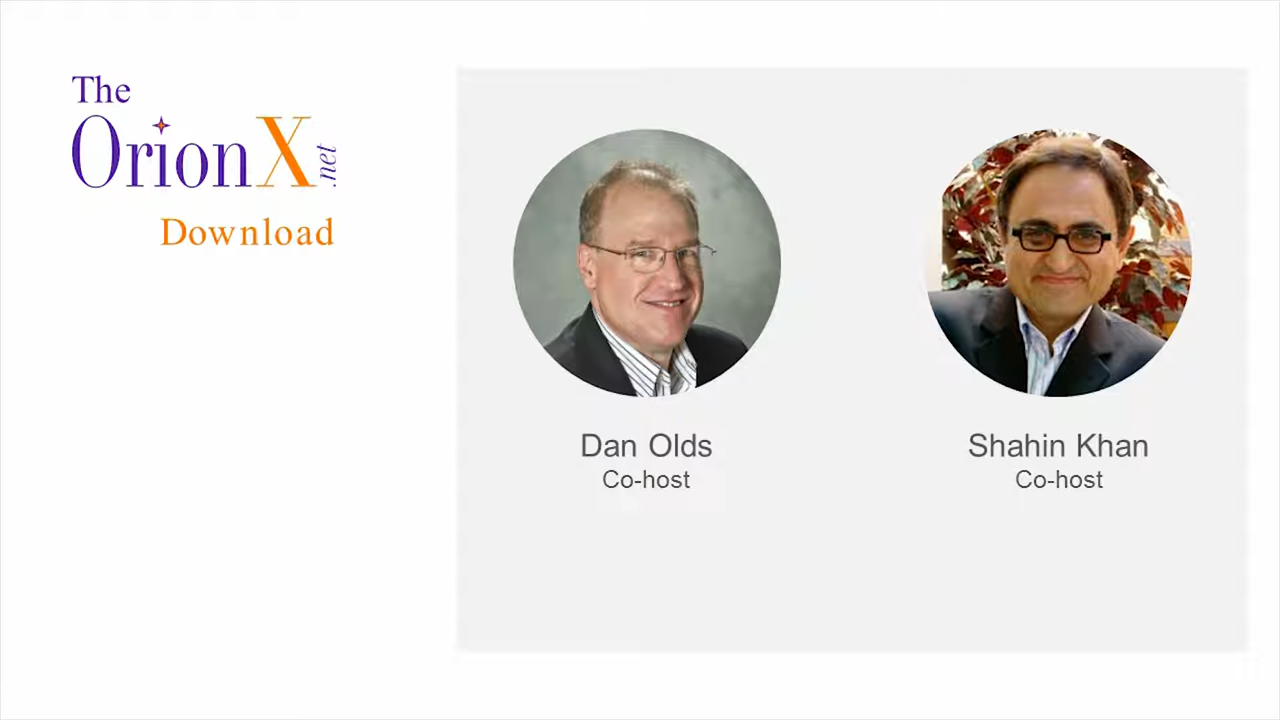 The
OrionX.net
Download
Dan Olds
Co-host
Shahin Khan
Co-host